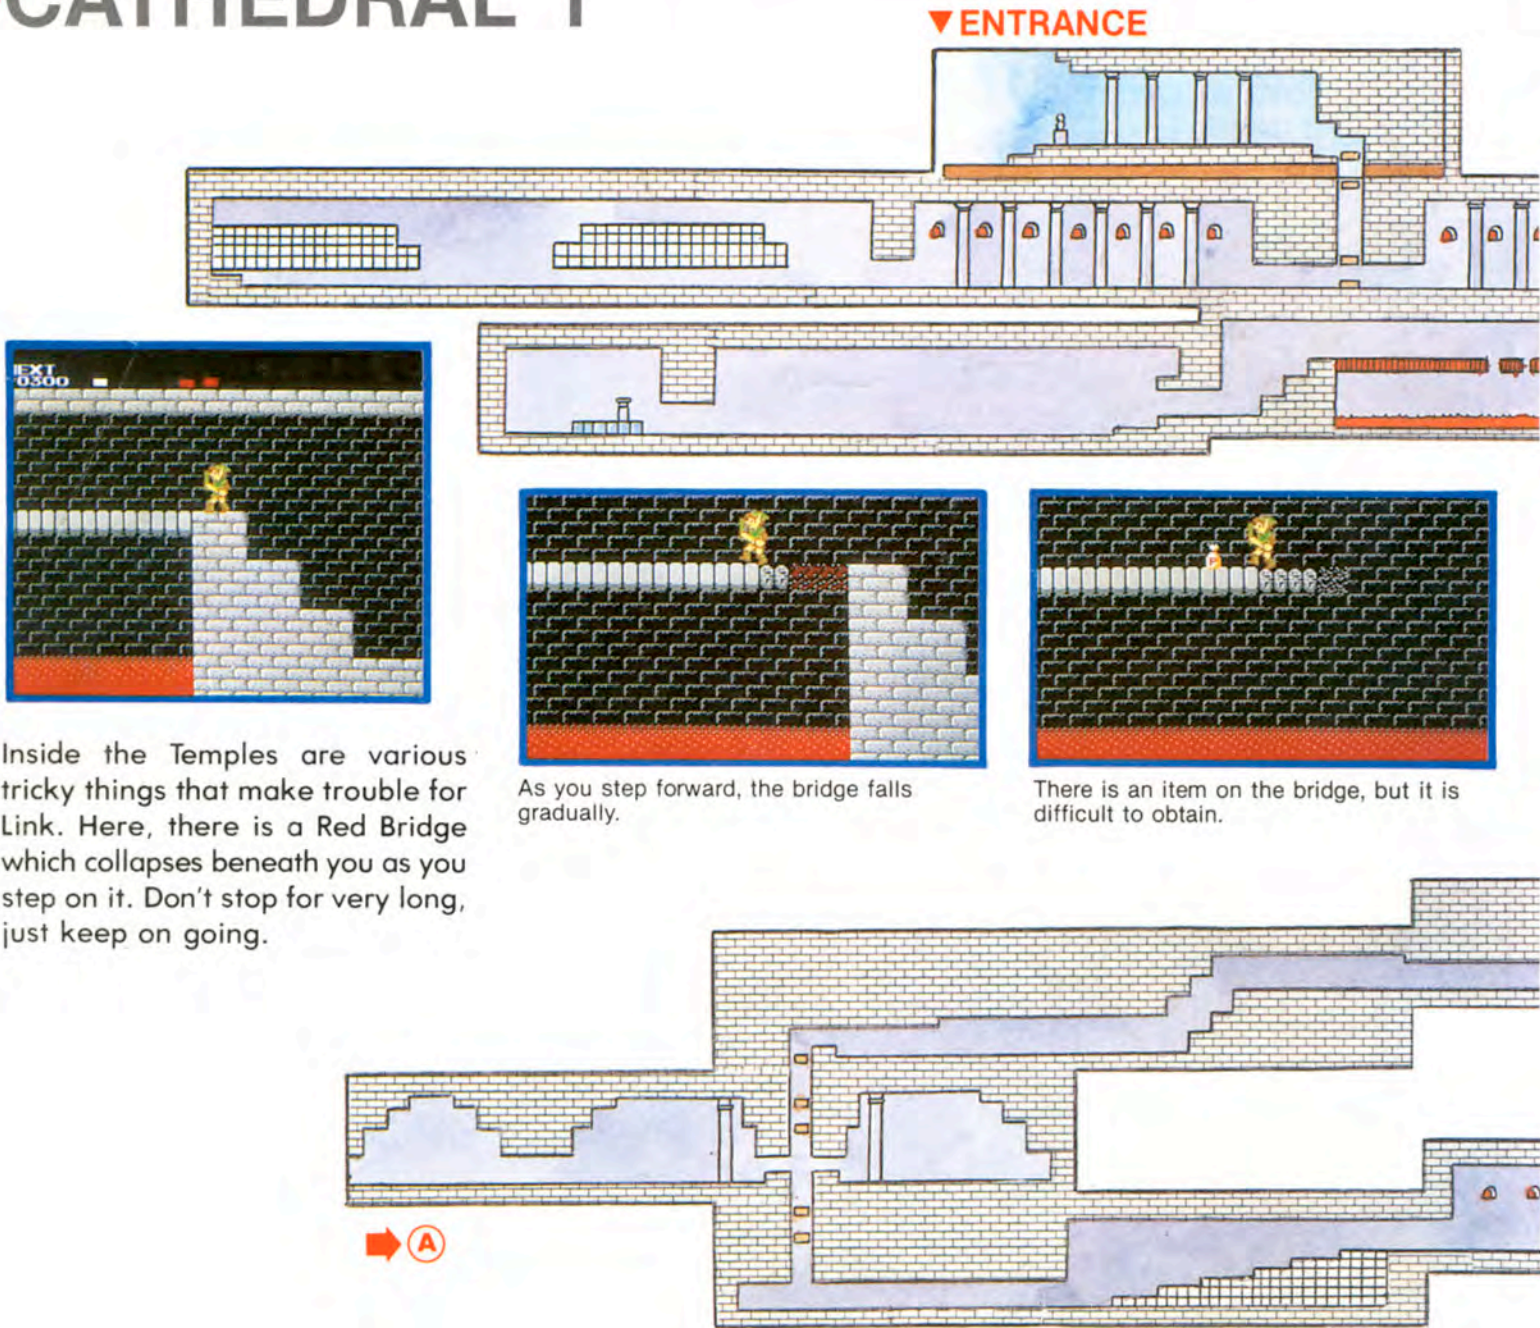 CATHEDRAL 1
▼ENTRANCE
0300
Inside the Temples are various
tricky things that make trouble for
Link. Here, there is a Red Bridge
which collapses beneath you as you
step on it. Don't stop for very long,
just keep on going.
As you step forward, the bridge falls
gradually.
There is an item on the bridge, but it is
difficult to obtain.
A